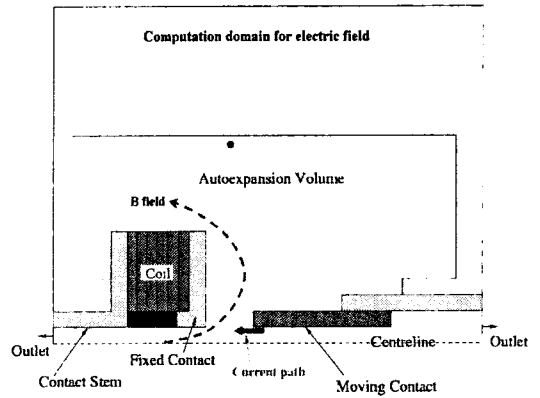 Computation domain for electric field
Autoexpansion Volume
B field
Coil
Outlet
Fixed Contact
Contact Stem
Current path
Centreline
Outlet
Moving Contact